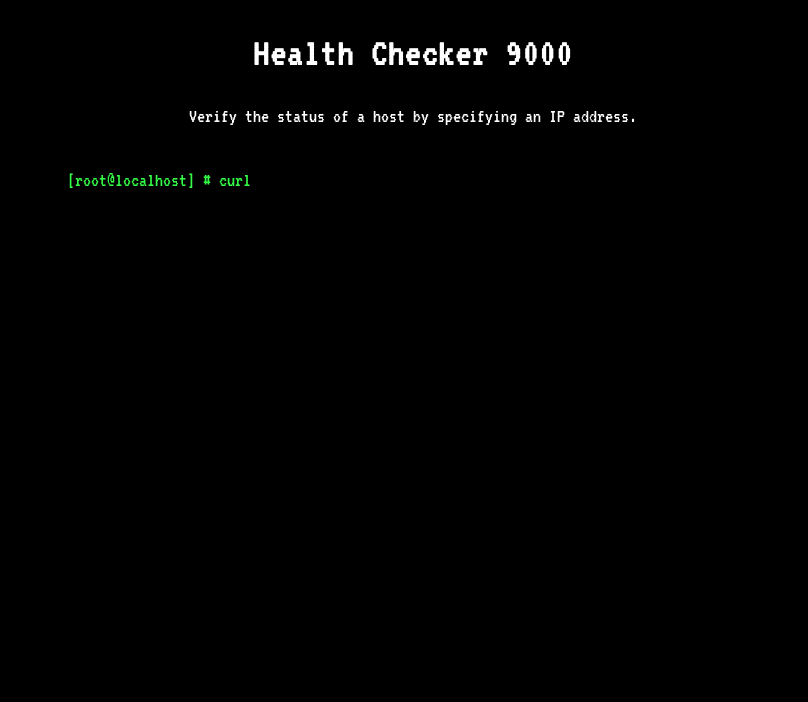 Health Checker 9000
Verify the status of a host by specifying an IP address.
[root@localhost] # curl